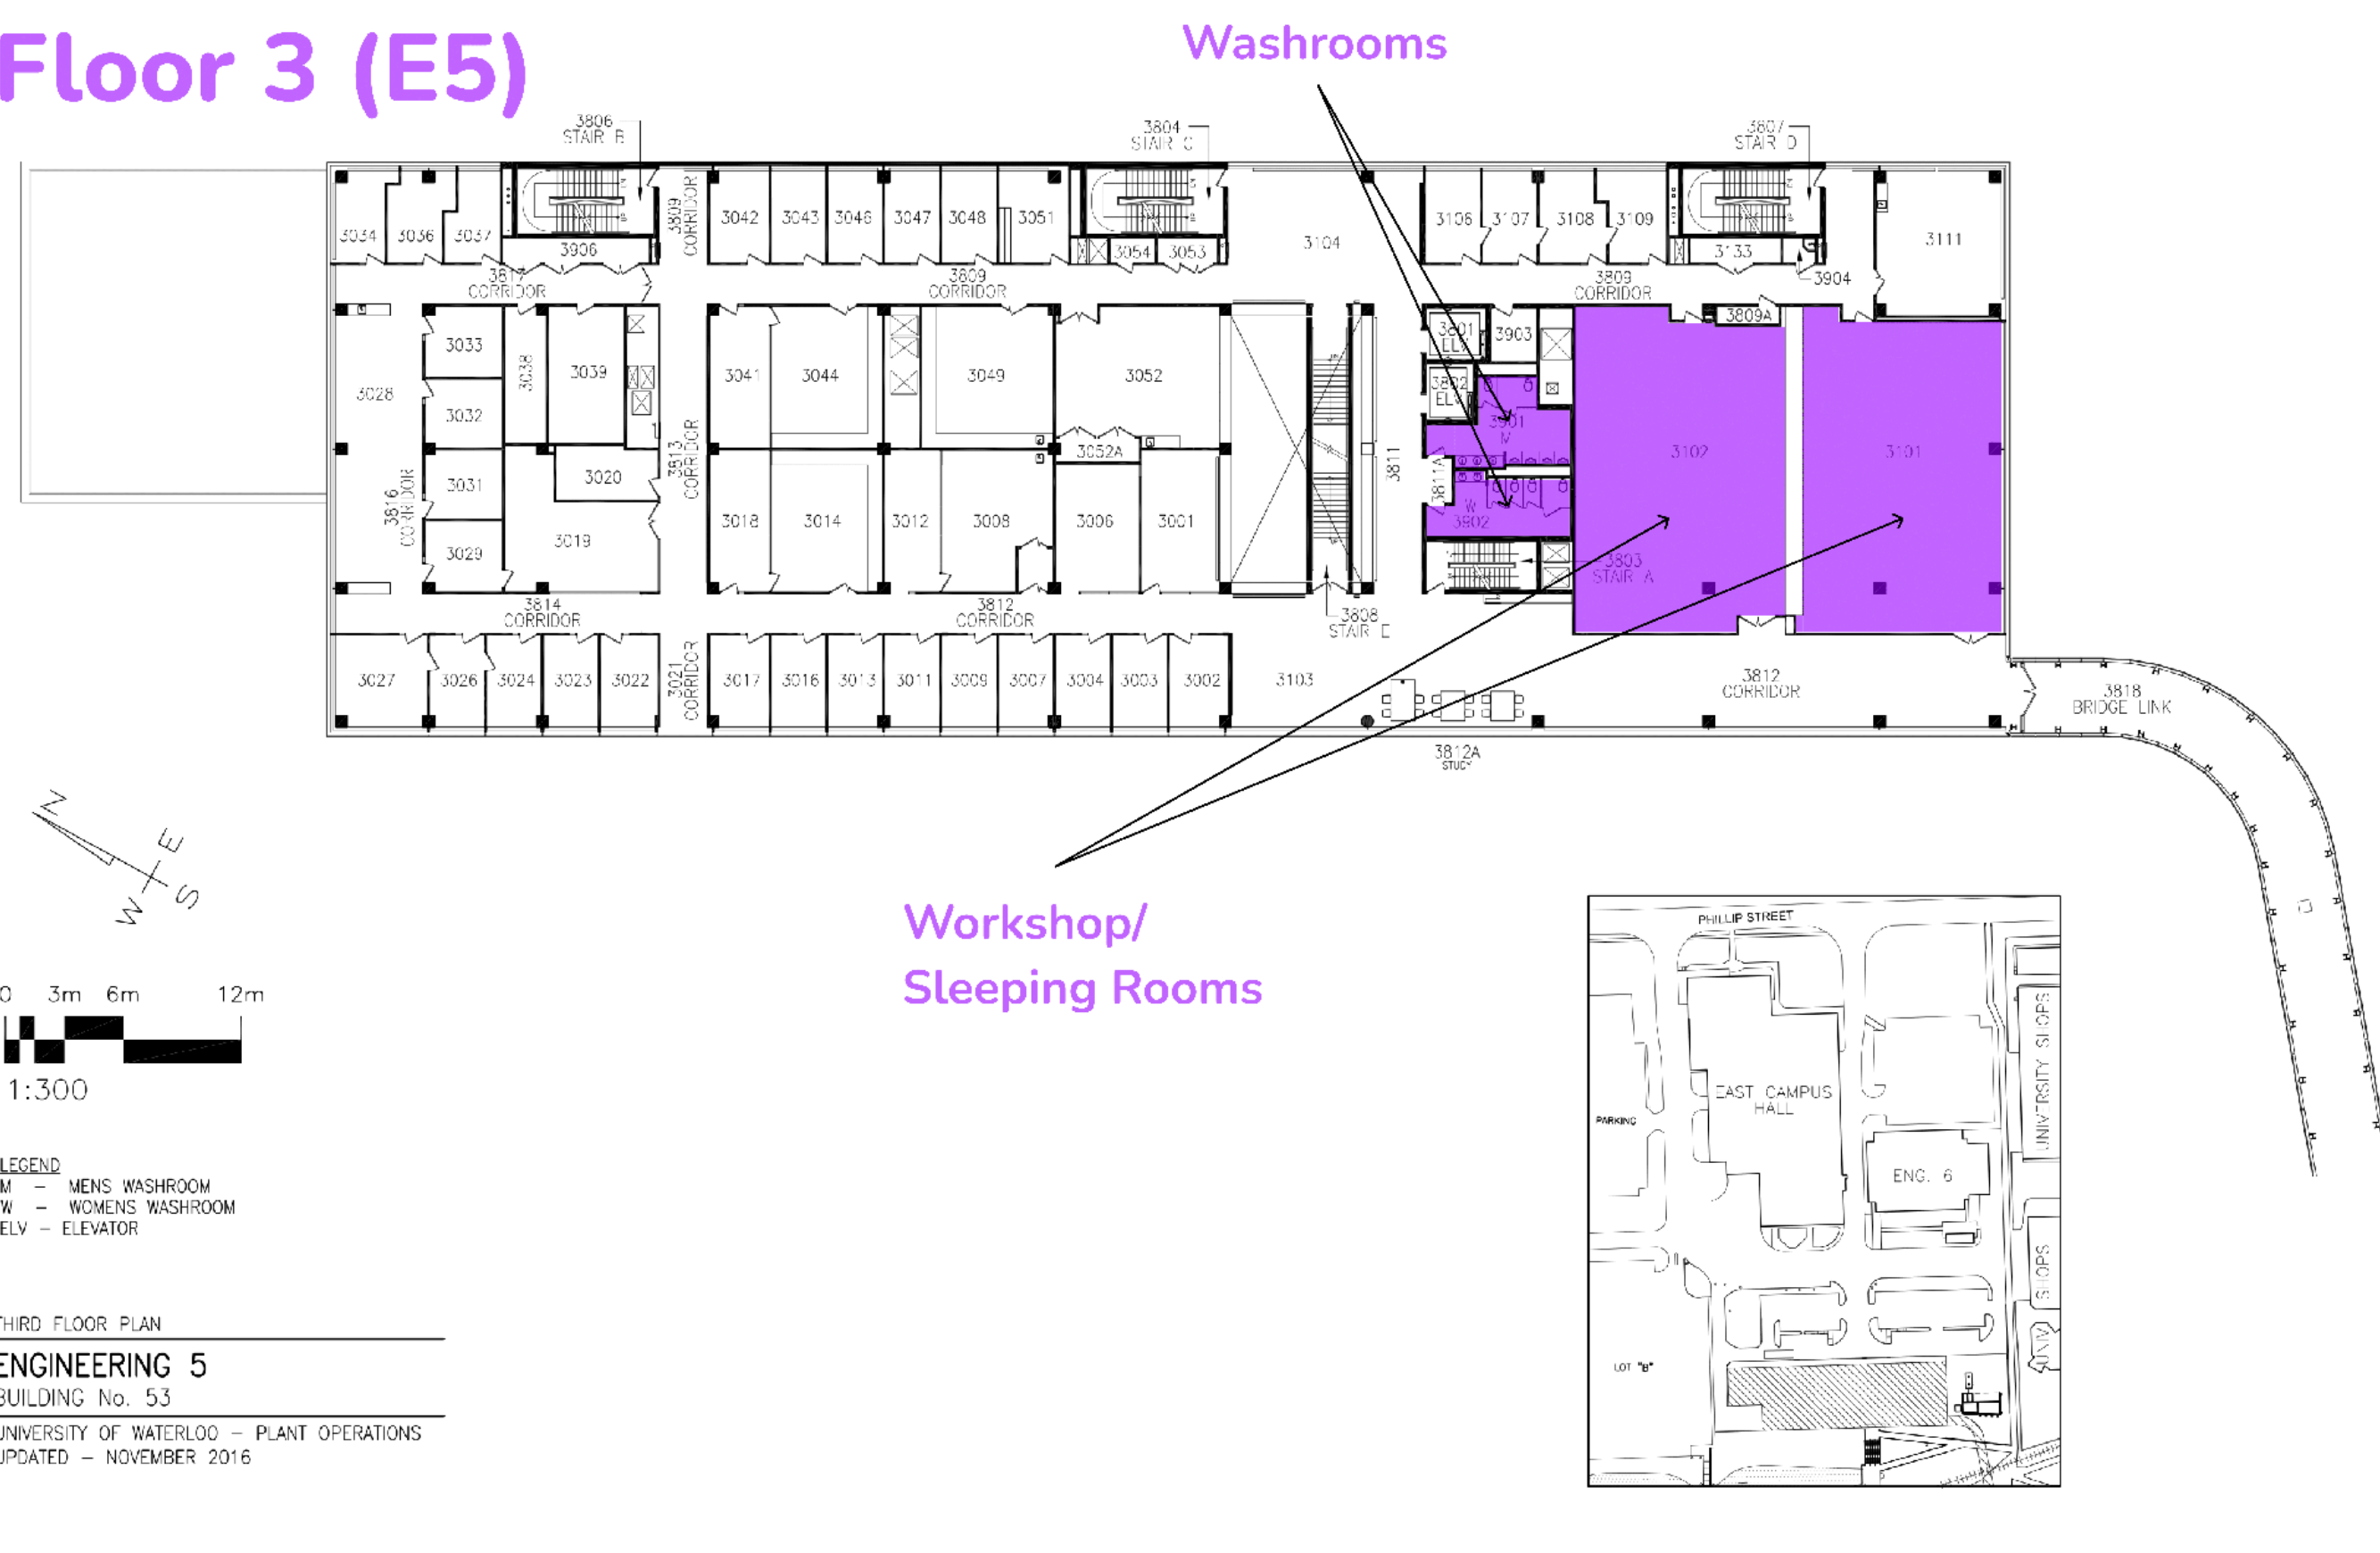 Floor 3 (E5)
Washrooms
3806
STAIR B
3804
STAIR C
3807
STAIR D
3034
3036
3037
3906
3809
CORRIDOR
3042
3043
3046
3047
3048
3051
3054
3053
3104
3106
3107
3108
3109
3133
3904
3111
3817
CORRIDOR
3809
CORRIDOR
3809
CORRIDOR
3809A
3028
3033
3032
3031
3029
3038
3039
3020
3019
3816
CORRIDOR
3813
CORRIDOR
3041
3044
3049
3052
3052A
3018
3014
3012
3008
3006
3001
3811
3811A
3801
ELV
3802
ELV
3903
3901
M
W
3902
3803
STAIR A
3102
3101
3814
CORRIDOR
3812
CORRIDOR
3808
STAIR E
3027
3026
3024
3023
3022
3021
CORRIDOR
3017
3016
3013
3011
3009
3007
3004
3003
3002
3103
3812
CORRIDOR
3818
BRIDGE LINK
3812A
STUDY
N
E
W
S
Workshop/
Sleeping Rooms
0 3m 6m 12m
1:300
LEGEND
M – MENS WASHROOM
W – WOMENS WASHROOM
ELV – ELEVATOR
THIRD FLOOR PLAN
ENGINEERING 5
BUILDING No. 53
UNIVERSITY OF WATERLOO – PLANT OPERATIONS
UPDATED – NOVEMBER 2016
PHILLIP STREET
EAST CAMPUS
HALL
PARKING
ENG. 6
UNIVERSITY SHOPS
SHOPS
UNIV
LOT "B"